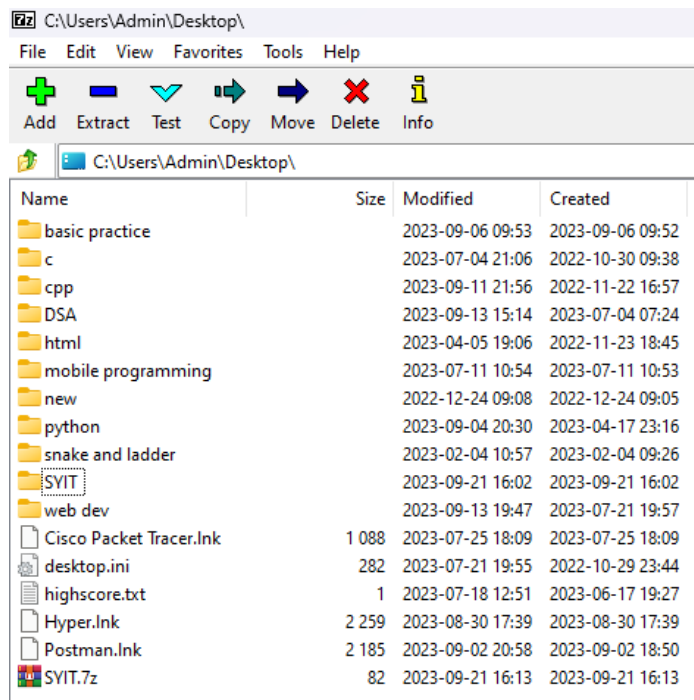 C:\Users\Admin\Desktop\
File Edit View Favorites Tools Help
Add Extract Test Copy Move Delete Info
C:\Users\Admin\Desktop\
Name Size Modified Created
basic practice 2023-09-06 09:53 2023-09-06 09:52
c 2023-07-04 21:06 2022-10-30 09:38
cpp 2023-09-11 21:56 2022-11-22 16:57
DSA 2023-09-13 15:14 2023-07-04 07:24
html 2023-04-05 19:06 2022-11-23 18:45
mobile programming 2023-07-11 10:54 2023-07-11 10:53
new 2022-12-24 09:08 2022-12-24 09:05
python 2023-09-04 20:30 2023-04-17 23:16
snake and ladder 2023-02-04 10:57 2023-02-04 09:26
SYIT 2023-09-21 16:02 2023-09-21 16:02
web dev 2023-09-13 19:47 2023-07-21 19:57
Cisco Packet Tracer.lnk 1 088 2023-07-25 18:09 2023-07-25 18:09
desktop.ini 282 2023-07-21 19:55 2022-10-29 23:44
highscore.txt 1 2023-07-18 12:51 2023-06-17 19:27
Hyper.lnk 2 259 2023-08-30 17:39 2023-08-30 17:39
Postman.lnk 2 185 2023-09-02 20:58 2023-09-02 18:50
SYIT.7z 82 2023-09-21 16:13 2023-09-21 16:13